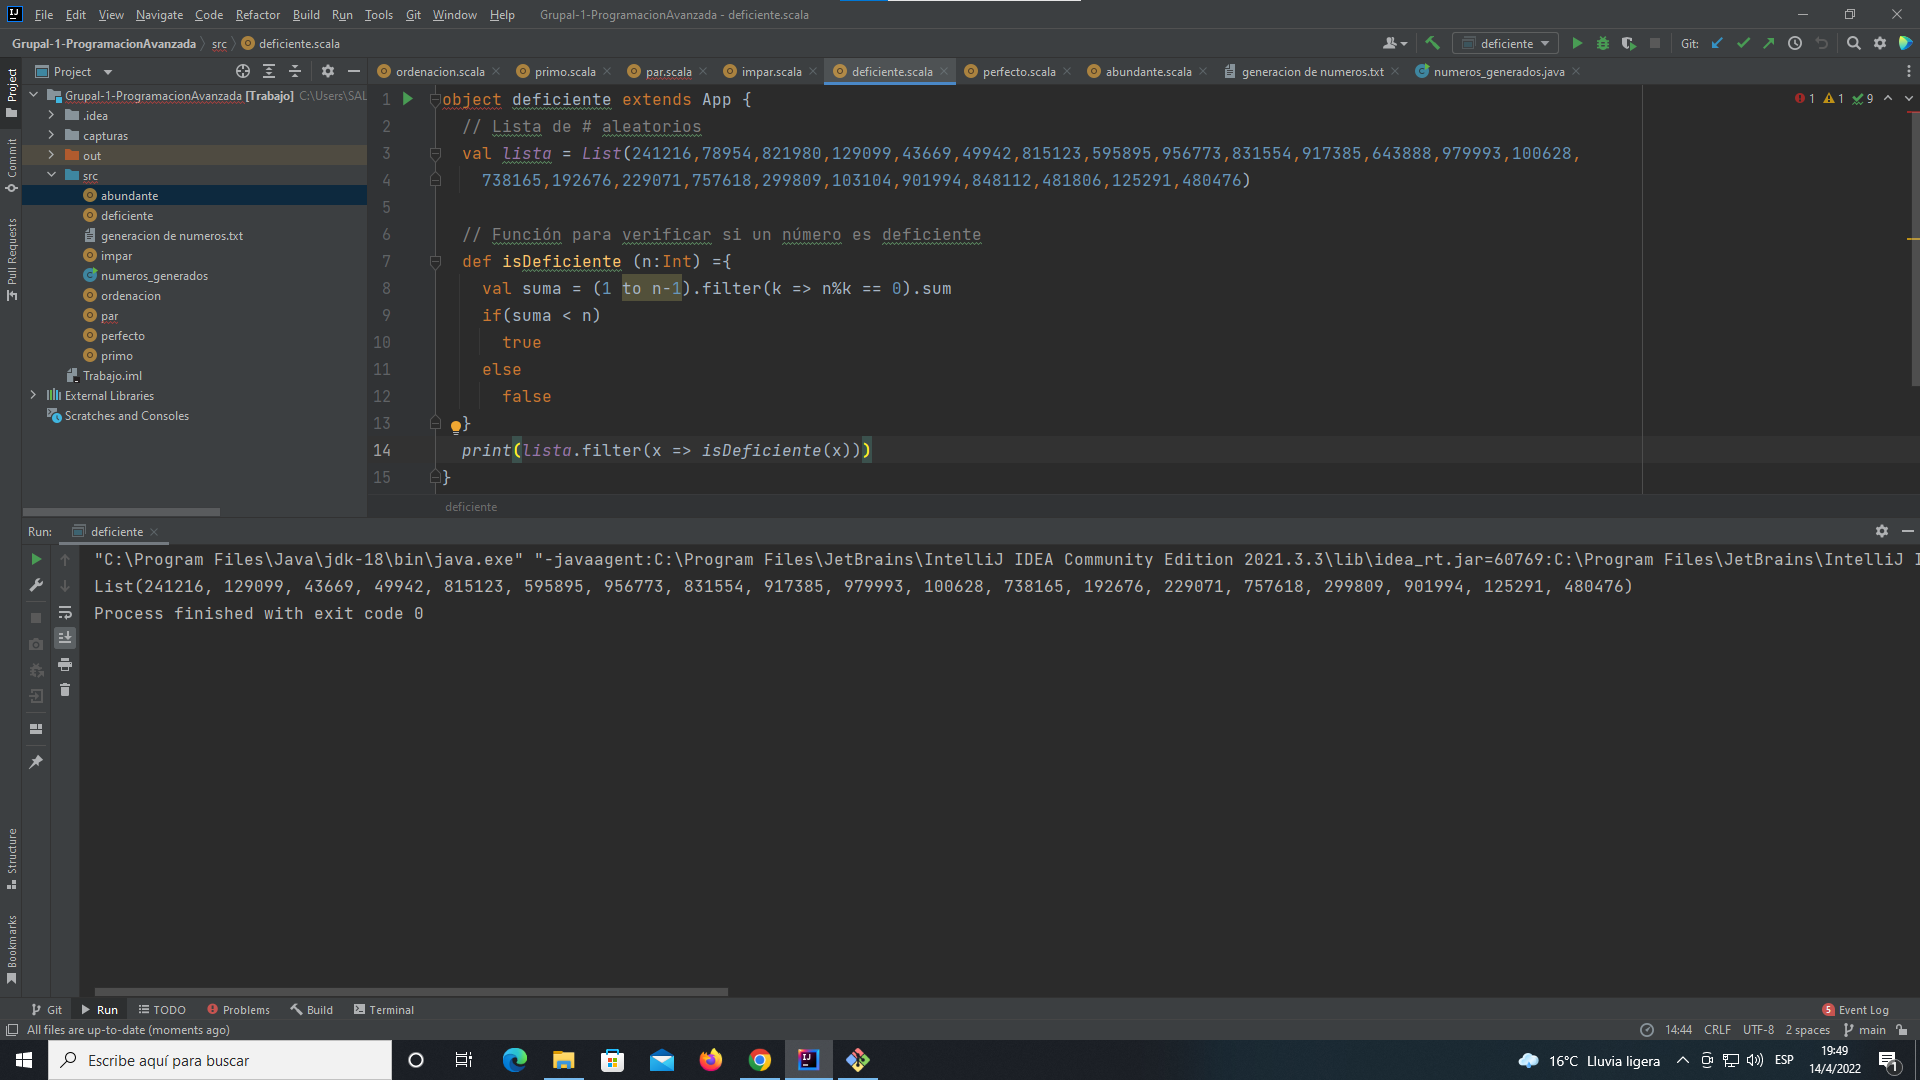 File Edit View Navigate Code Refactor Build Run Tools Git Window Help Grupal-1-ProgramacionAvanzada - deficiente.scala
Grupal-1-ProgramacionAvanzada src deficiente.scala
deficiente
Git:
Project
ordenacion.scala primo.scala par.scala impar.scala deficiente.scala perfecto.scala abundante.scala generacion de numeros.txt numeros_generados.java
Project
Commit
Pull Requests
Structure
Bookmarks
Grupal-1-ProgramacionAvanzada [Trabajo] C:\Users\SAL
.idea
capturas
out
src
abundante
deficiente
generacion de numeros.txt
impar
numeros_generados
ordenacion
par
perfecto
primo
Trabajo.iml
External Libraries
Scratches and Consoles
1 object deficiente extends App {
2 // Lista de # aleatorios
3 val lista = List(241216,78954,821980,129099,43669,49942,815123,595895,956773,831554,917385,643888,979993,100628,
4 738165,192676,229071,757618,299809,103104,901994,848112,481806,125291,480476)
5
6 // Función para verificar si un número es deficiente
7 def isDeficiente (n:Int) ={
8 val suma = (1 to n-1).filter(k => n%k == 0).sum
9 if(suma < n)
10 true
11 else
12 false
13 }
14 print(lista.filter(x => isDeficiente(x)))
15 }
1 1 9
deficiente
Run: deficiente
"C:\Program Files\Java\jdk-18\bin\java.exe" "-javaagent:C:\Program Files\JetBrains\IntelliJ IDEA Community Edition 2021.3.3\lib\idea_rt.jar=60769:C:\Program Files\JetBrains\IntelliJ I
List(241216, 129099, 43669, 49942, 815123, 595895, 956773, 831554, 917385, 979993, 100628, 738165, 192676, 229071, 757618, 299809, 901994, 125291, 480476)
Process finished with exit code 0
Git Run TODO Problems Build Terminal 5 Event Log
All files are up-to-date (moments ago) 14:44 CRLF UTF-8 2 spaces main
Escribe aquí para buscar
16°C Lluvia ligera ESP
19:49
14/4/2022
1